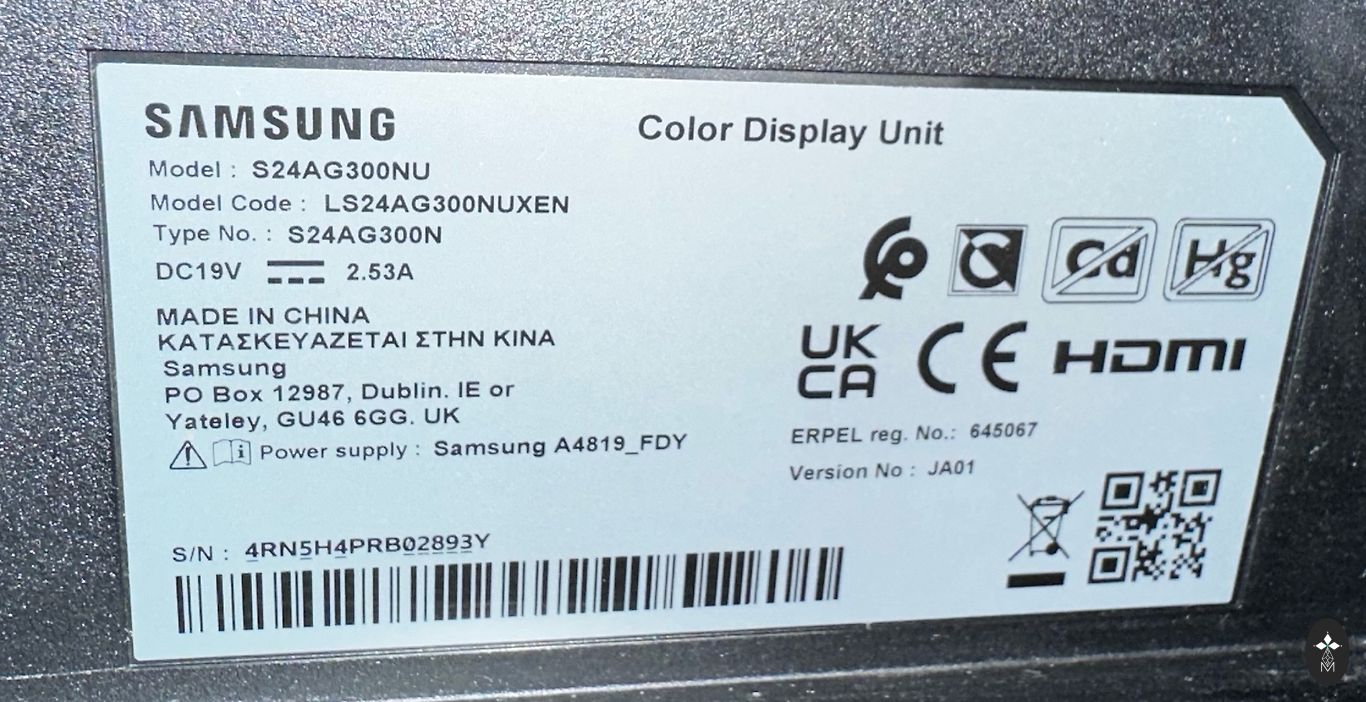 SAMSUNG
Color Display Unit
Model : S24AG300NU
Model Code : LS24AG300NUXEN
Type No. : S24AG300N
DC19V 2.53A
MADE IN CHINA
ΚΑΤΑΣΚΕΥΑΖΕΤΑΙ ΣΤΗΝ ΚΙΝΑ
Samsung
PO Box 12987, Dublin. IE or
Yateley, GU46 6GG. UK
Power supply : Samsung A4819_FDY
S/N : 4RN5H4PRB02893Y
Cd
Hg
UK
CA
CE
HDMI
ERPEL reg. No.: 645067
Version No : JA01
M